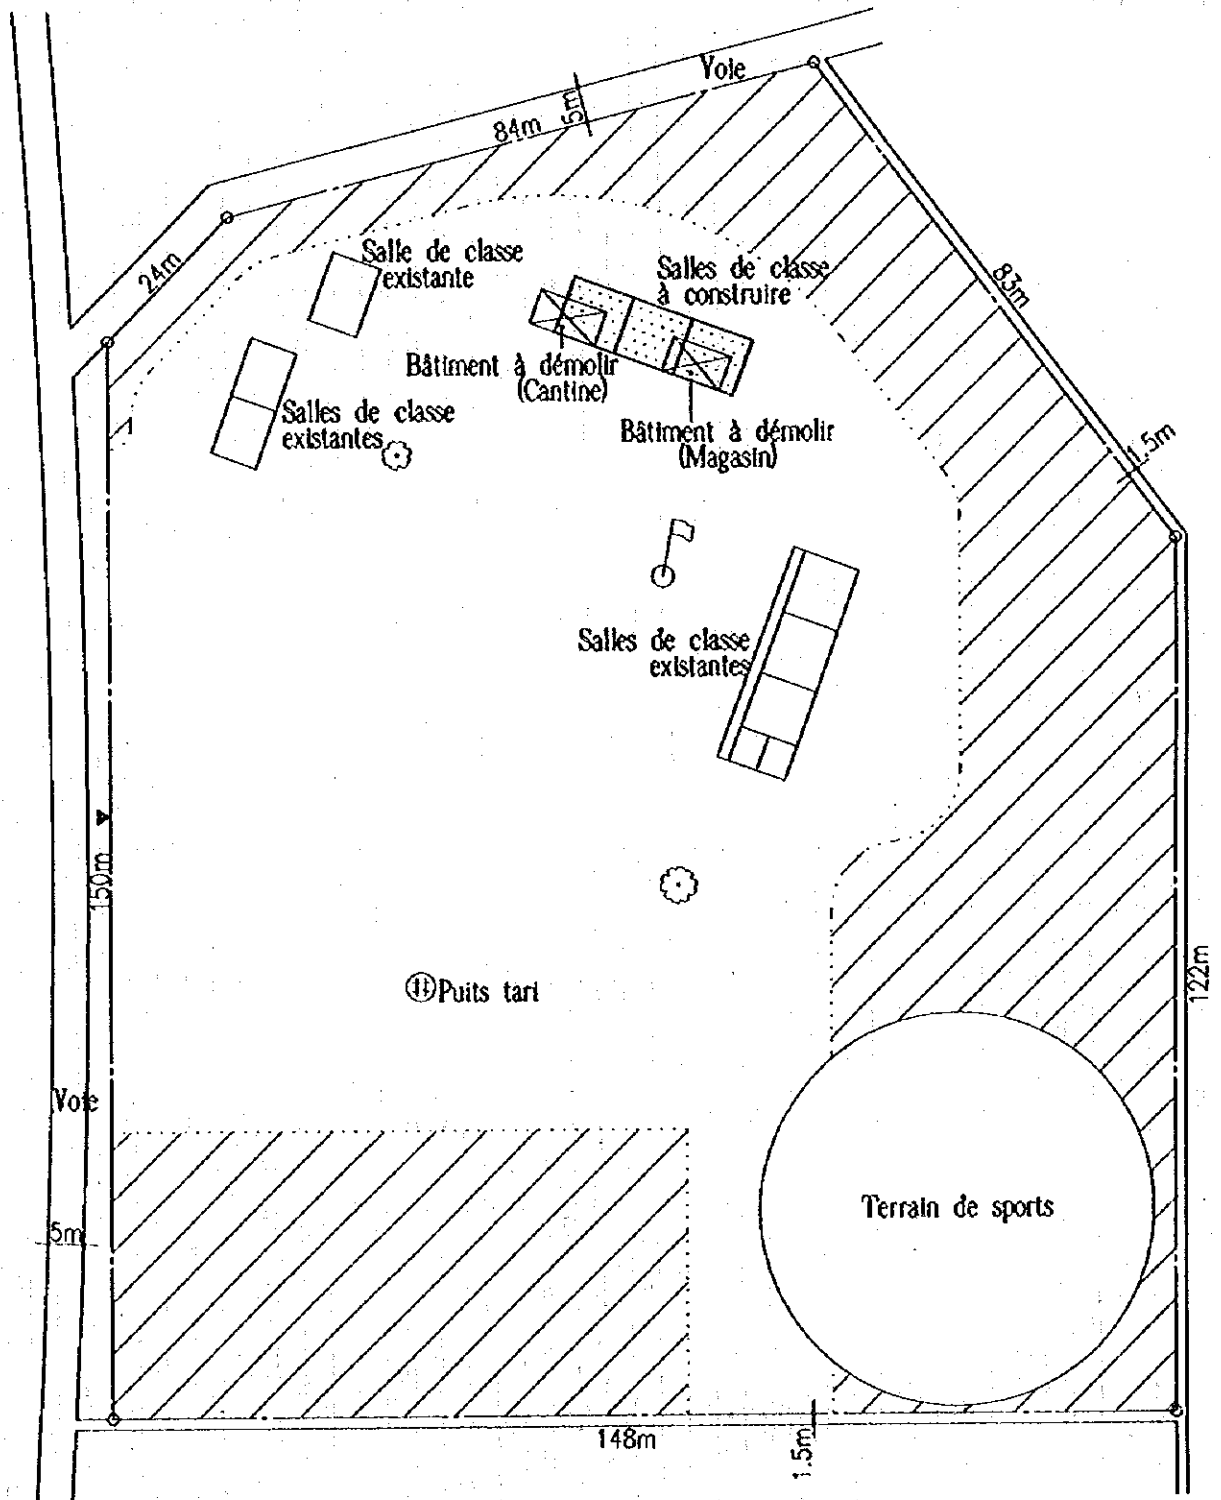 Voie
5m
84m
24m
Salle de classe
existante
Salles de classe
à construire
83m
Bâtiment à démolir
(Cantine)
Salles de classe
existantes
Bâtiment à démolir
(Magasin)
1.5m
Salles de classe
existantes
150m
122m
Puits tari
Voie
Terrain de sports
5m
148m
1.5m